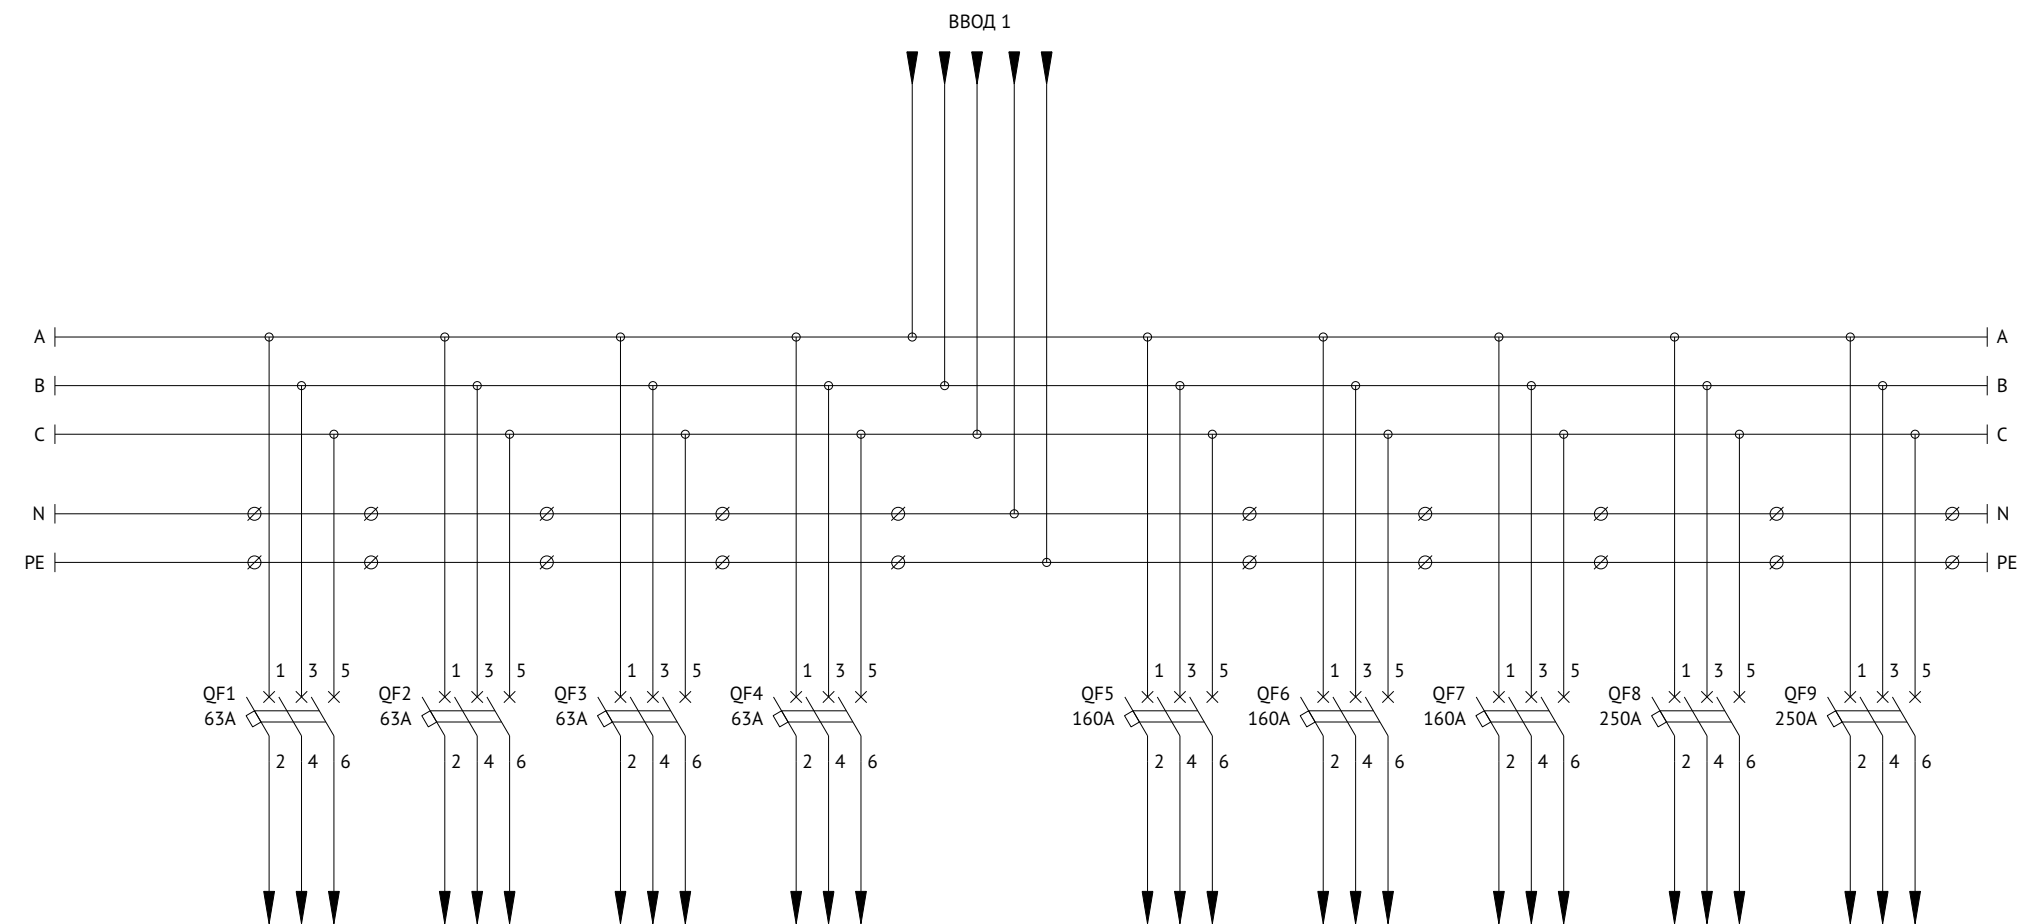 ВВОД 1
A A
B B
C C
N N
PE PE
1 3 5 1 3 5 1 3 5 1 3 5 1 3 5 1 3 5 1 3 5 1 3 5 1 3 5
QF1 QF2 QF3 QF4 QF5 QF6 QF7 QF8 QF9
63A 63A 63A 63A 160A 160A 160A 250A 250A
2 4 6 2 4 6 2 4 6 2 4 6 2 4 6 2 4 6 2 4 6 2 4 6 2 4 6